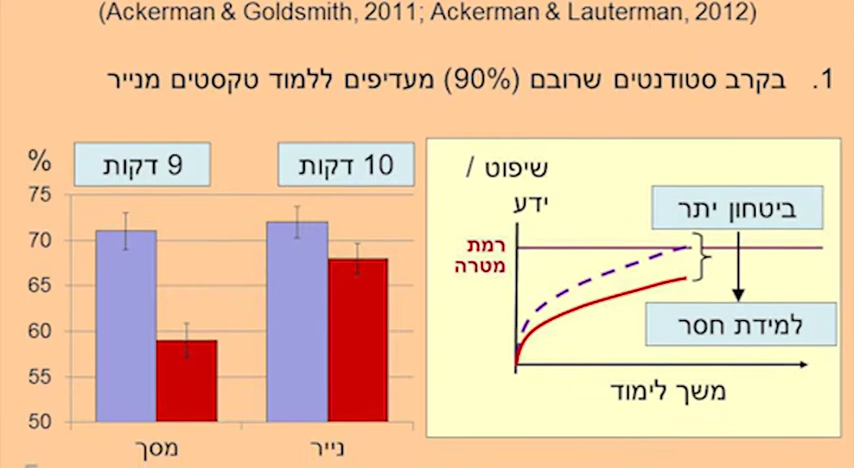 (Ackerman & Goldsmith, 2011; Ackerman & Lauterman, 2012)
1. בקרב סטודנטים שרובם (90%) מעדיפים ללמוד טקסטים מנייר
%
9 דקות
10 דקות
75
70
65
60
55
50
מסך
נייר
שיפוט /
ידע
ביטחון יתר
רמת
מטרה
למידת חסר
משך לימוד